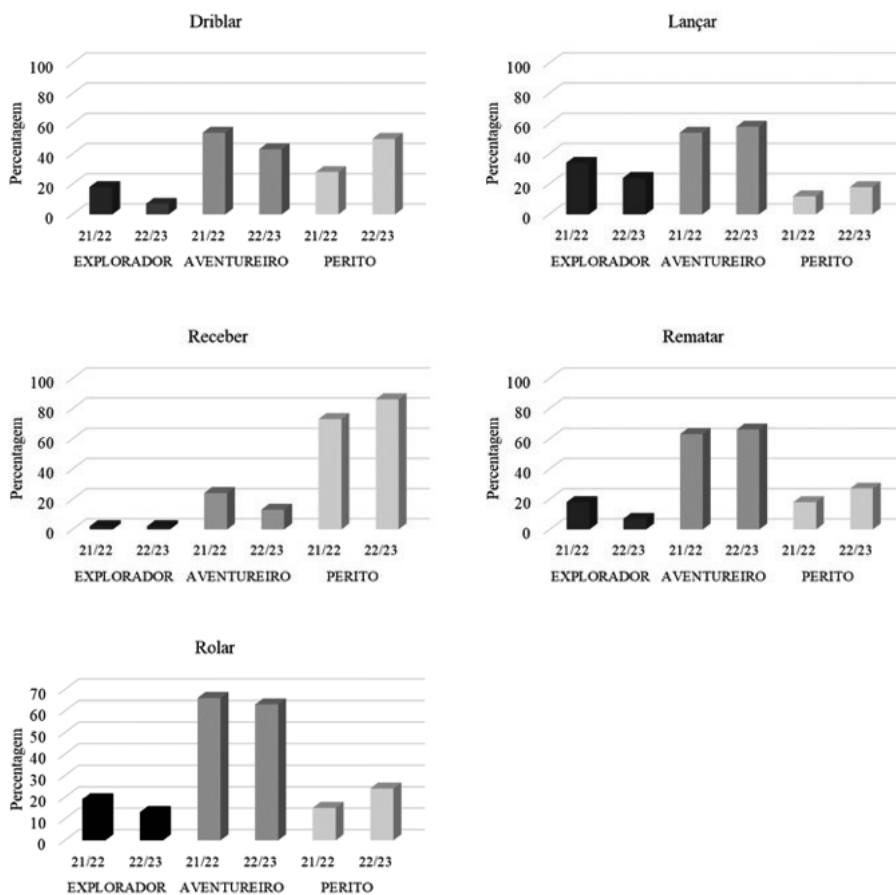 Driblar
Percentagem
100
80
60
40
20
0
21/22 22/23 21/22 22/23 21/22 22/23
EXPLORADOR AVENTUREIRO PERITO
Lançar
Percentagem
100
80
60
40
20
0
21/22 22/23 21/22 22/23 21/22 22/23
EXPLORADOR AVENTUREIRO PERITO
Receber
Percentagem
100
80
60
40
20
0
21/22 22/23 21/22 22/23 21/22 22/23
EXPLORADOR AVENTUREIRO PERITO
Rematar
Percentagem
100
80
60
40
20
0
21/22 22/23 21/22 22/23 21/22 22/23
EXPLORADOR AVENTUREIRO PERITO
Rolar
Percentagem
70
60
50
40
30
20
10
0
21/22 22/23 21/22 22/23 21/22 22/23
EXPLORADOR AVENTUREIRO PERITO